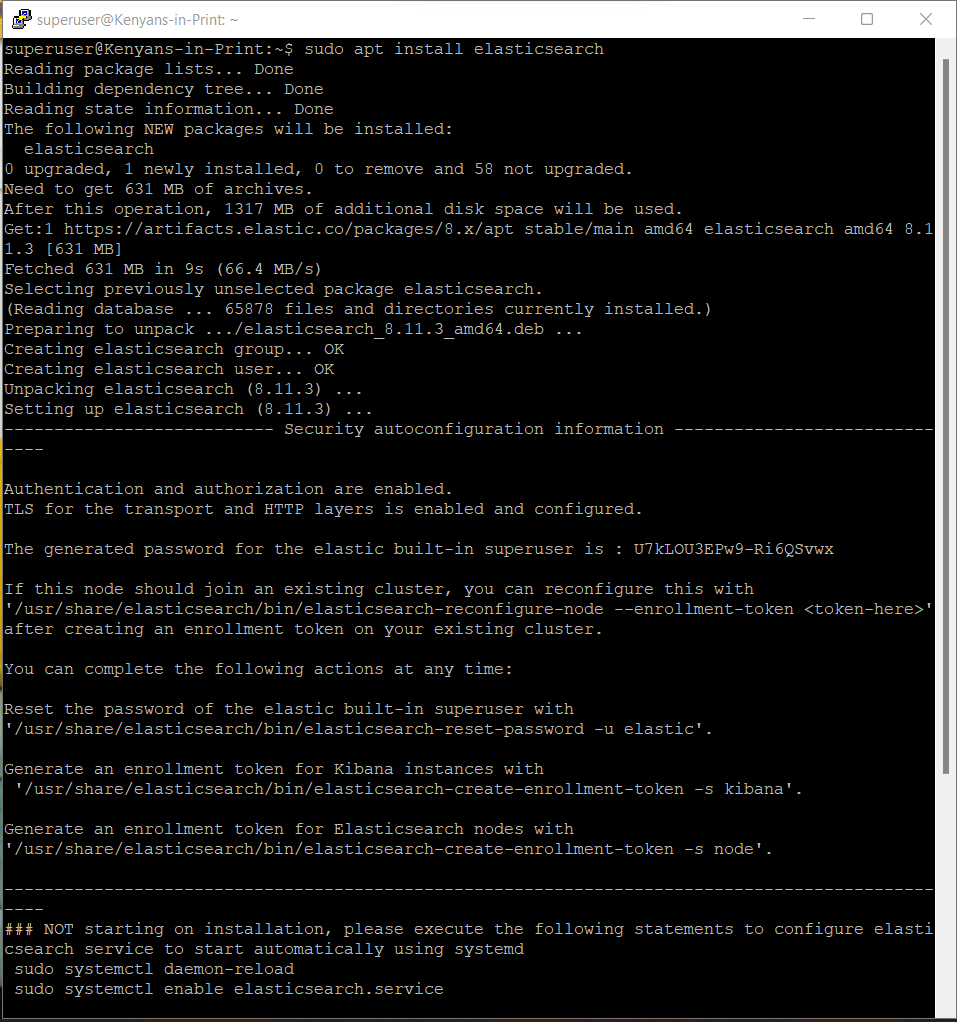 superuser@Kenyans-in-Print: ~
superuser@Kenyans-in-Print:~$ sudo apt install elasticsearch
Reading package lists... Done
Building dependency tree... Done
Reading state information... Done
The following NEW packages will be installed:
  elasticsearch
0 upgraded, 1 newly installed, 0 to remove and 58 not upgraded.
Need to get 631 MB of archives.
After this operation, 1317 MB of additional disk space will be used.
Get:1 https://artifacts.elastic.co/packages/8.x/apt stable/main amd64 elasticsearch amd64 8.1
1.3 [631 MB]
Fetched 631 MB in 9s (66.4 MB/s)
Selecting previously unselected package elasticsearch.
(Reading database ... 65878 files and directories currently installed.)
Preparing to unpack .../elasticsearch_8.11.3_amd64.deb ...
Creating elasticsearch group... OK
Creating elasticsearch user... OK
Unpacking elasticsearch (8.11.3) ...
Setting up elasticsearch (8.11.3) ...
--------------------------- Security autoconfiguration information --------------------------
----

Authentication and authorization are enabled.
TLS for the transport and HTTP layers is enabled and configured.

The generated password for the elastic built-in superuser is : U7kLOU3EPw9-Ri6QSvwx

If this node should join an existing cluster, you can reconfigure this with
'/usr/share/elasticsearch/bin/elasticsearch-reconfigure-node --enrollment-token <token-here>'
after creating an enrollment token on your existing cluster.

You can complete the following actions at any time:

Reset the password of the elastic built-in superuser with
'/usr/share/elasticsearch/bin/elasticsearch-reset-password -u elastic'.

Generate an enrollment token for Kibana instances with
 '/usr/share/elasticsearch/bin/elasticsearch-create-enrollment-token -s kibana'.

Generate an enrollment token for Elasticsearch nodes with
'/usr/share/elasticsearch/bin/elasticsearch-create-enrollment-token -s node'.

---------------------------------------------------------------------------------------------
----
### NOT starting on installation, please execute the following statements to configure elasti
csearch service to start automatically using systemd
 sudo systemctl daemon-reload
 sudo systemctl enable elasticsearch.service